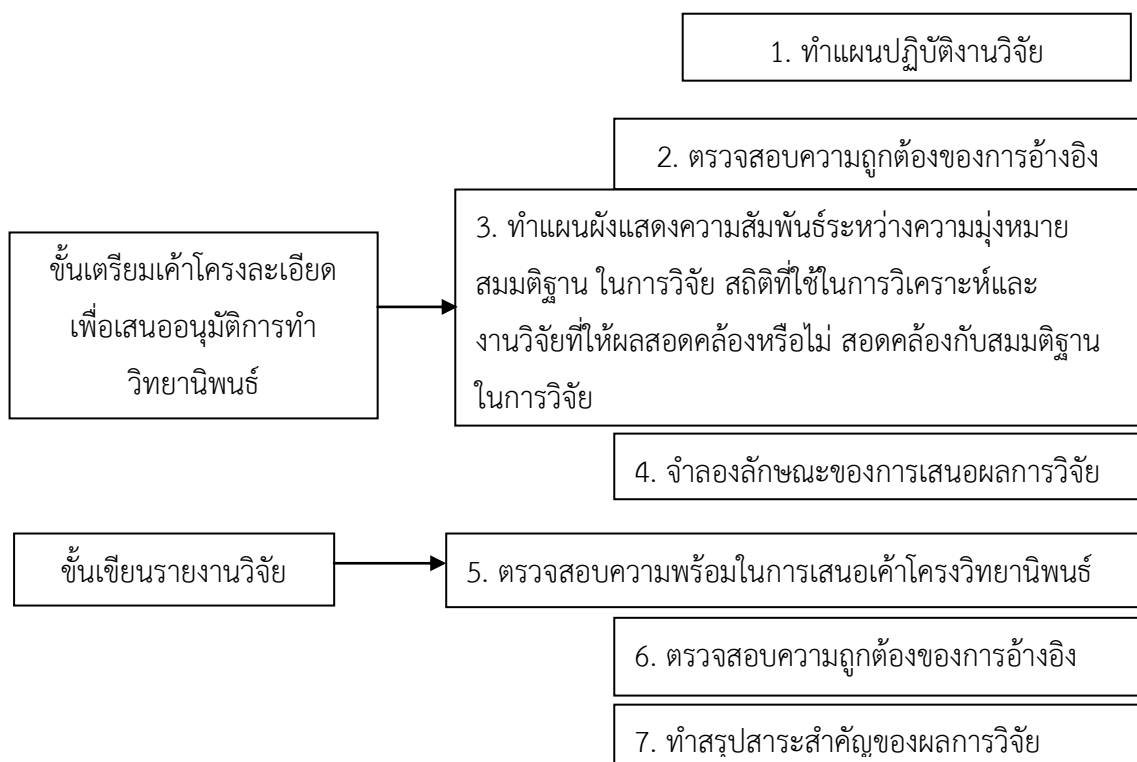 1. ทำแผนปฏิบัติงานวิจัย
2. ตรวจสอบความถูกต้องของการอ้างอิง
ขั้นเตรียมเค้าโครงละเอียด
เพื่อเสนออนุมัติการทำ
วิทยานิพนธ์
3. ทำแผนผังแสดงความสัมพันธ์ระหว่างความมุ่งหมาย
สมมติฐาน ในการวิจัย สถิติที่ใช้ในการวิเคราะห์และ
งานวิจัยที่ให้ผลสอดคล้องหรือไม่ สอดคล้องกับสมมติฐาน
ในการวิจัย
4. จำลองลักษณะของการเสนอผลการวิจัย
ขั้นเขียนรายงานวิจัย
5. ตรวจสอบความพร้อมในการเสนอเค้าโครงวิทยานิพนธ์
6. ตรวจสอบความถูกต้องของการอ้างอิง
7. ทำสรุปสาระสำคัญของผลการวิจัย